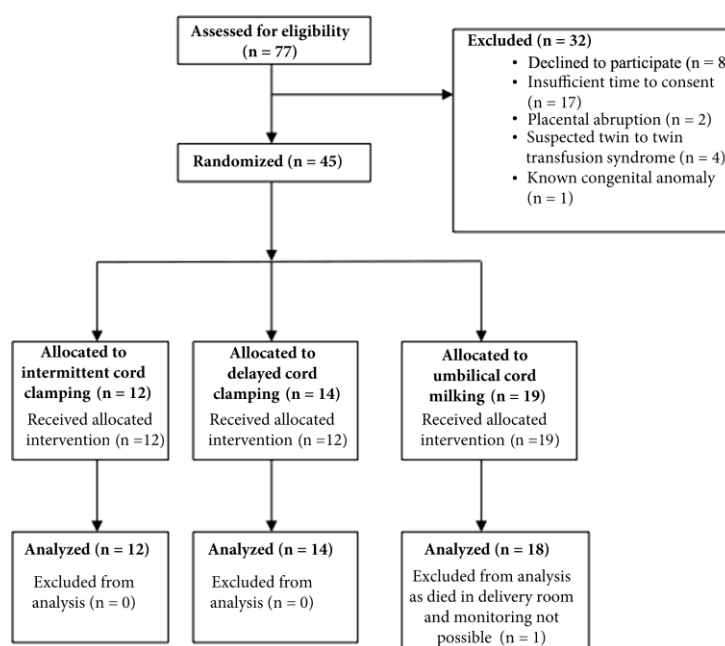 Assessed for eligibility
(n = 77)
Excluded (n = 32)
• Declined to participate (n = 8
• Insufficient time to consent
(n = 17)
• Placental abruption (n = 2)
• Suspected twin to twin
transfusion syndrome (n = 4)
• Known congenital anomaly
(n = 1)
Randomized (n = 45)
Allocated to
intermittent cord
clamping (n = 12)
Received allocated
intervention (n =12)
Allocated to
delayed cord
clamping (n = 14)
Received allocated
intervention (n =12)
Allocated to
umbilical cord
milking (n = 19)
Received allocated
intervention (n =19)
Analyzed (n = 12)
Excluded from
analysis (n = 0)
Analyzed (n = 14)
Excluded from
analysis (n = 0)
Analyzed (n = 18)
Excluded from analysis
as died in delivery room
and monitoring not
possible (n = 1)